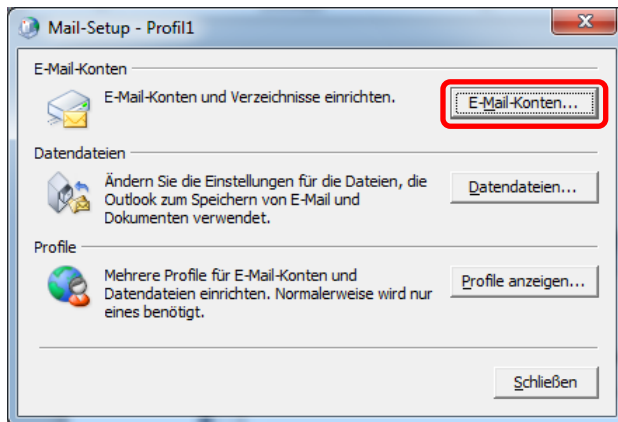 Mail-Setup - Profil1
E-Mail-Konten
E-Mail-Konten und Verzeichnisse einrichten.
E-Mail-Konten...
Datendateien
Ändern Sie die Einstellungen für die Dateien, die
Outlook zum Speichern von E-Mail und
Dokumenten verwendet.
Datendateien...
Profile
Mehrere Profile für E-Mail-Konten und
Datendateien einrichten. Normalerweise wird nur
eines benötigt.
Profile anzeigen...
Schließen